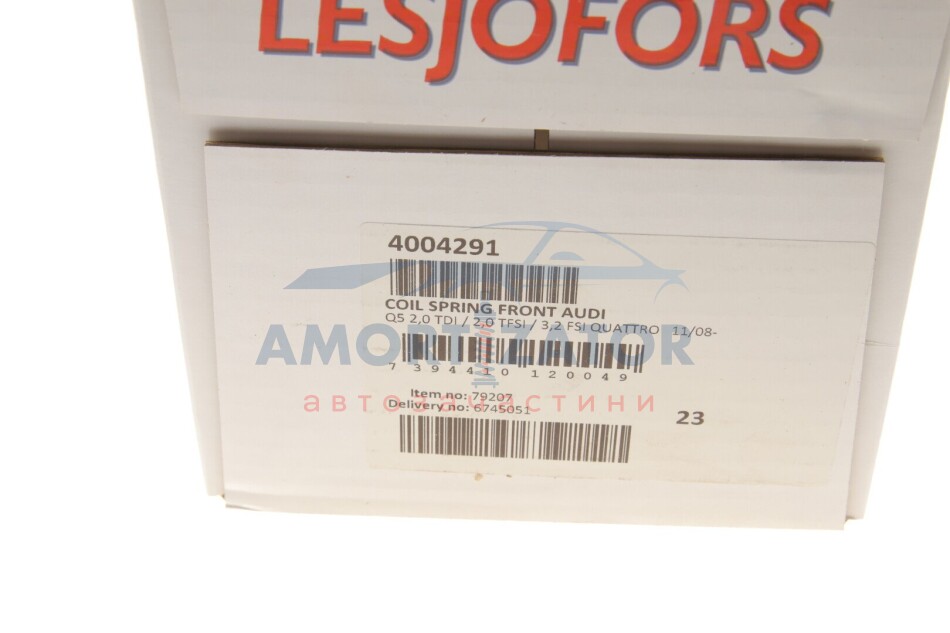 LESJOFORS
4004291
COIL SPRING FRONT AUDI
Q5 2,0 TDI / 2,0 TFSI / 3,2 FSI QUATTRO 11/08-
AMORTIZATOR
7 394410 120049
Item no: 79207
автозапчастини
Delivery no: 6745051
23